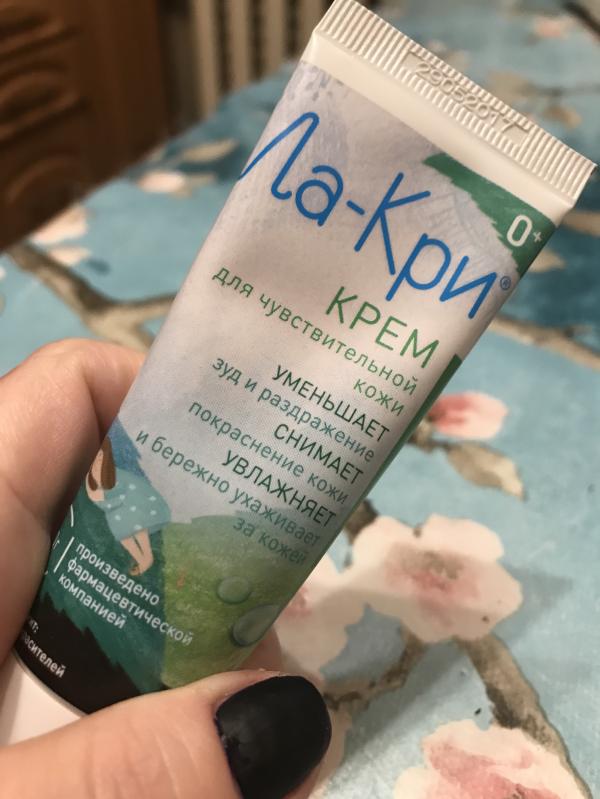 29052017
Ла-Кри®
0+
КРЕМ
для чувствительной
кожи
УМЕНЬШАЕТ
зуд и раздражение
СНИМАЕТ
покраснение кожи
УВЛАЖНЯЕТ
и бережно ухаживает
за кожей
произведено
фармацевтической
компанией